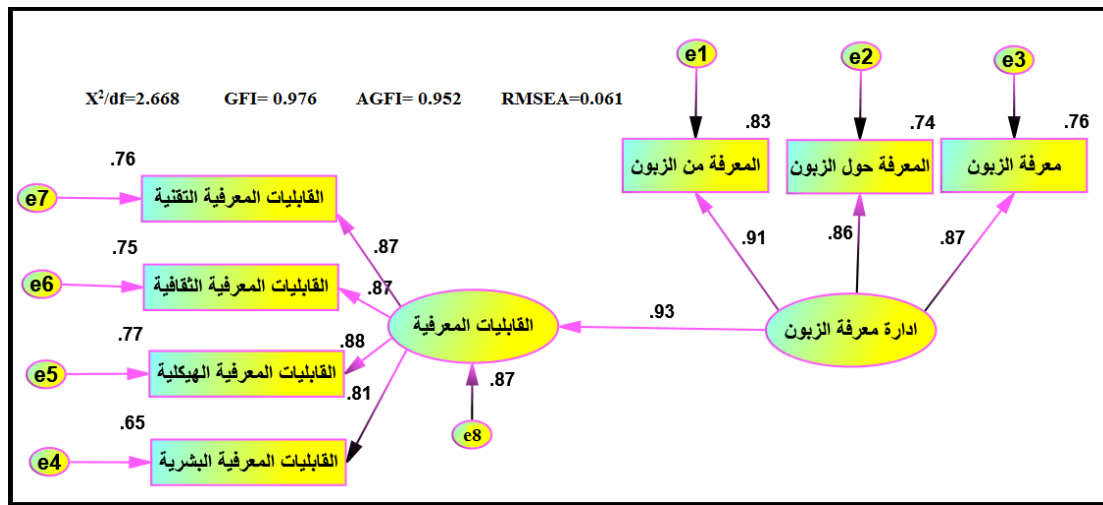 e1
e2
e3
X²/df=2.668 GFI= 0.976 AGFI= 0.952 RMSEA=0.061
.83
.74
.76
المعرفة من الزبون
المعرفة حول الزبون
معرفة الزبون
.76
e7
القابليات المعرفية التقنية
.91
.86
.87
.87
.75
e6
القابليات المعرفية الثقافية
.87
القابليات المعرفية
.93
ادارة معرفة الزبون
.77
.88
e5
القابليات المعرفية الهيكلية
.87
.81
.65
e8
e4
القابليات المعرفية البشرية